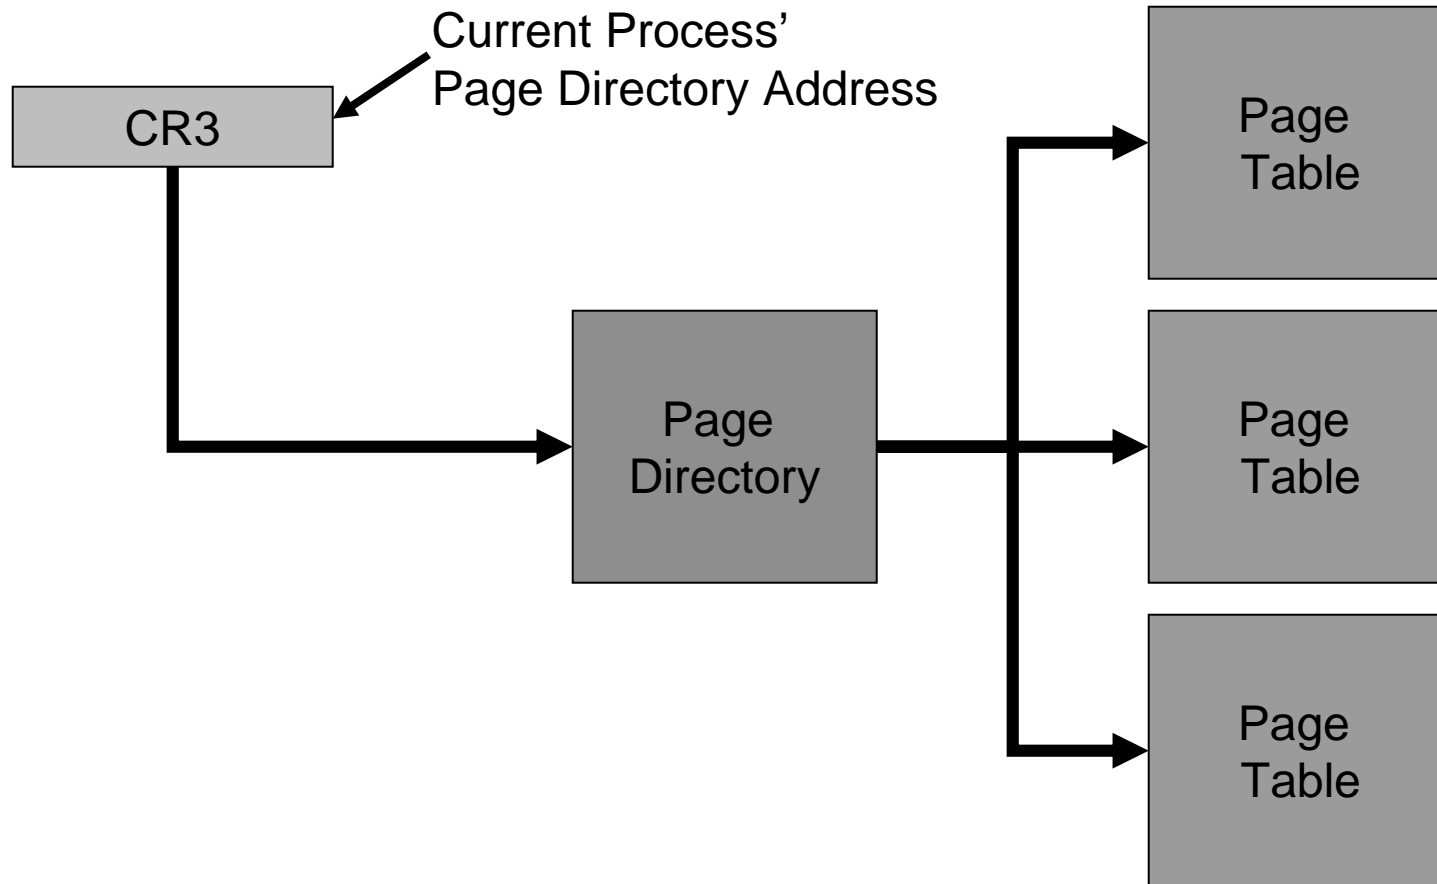 Current Process’
Page Directory Address
CR3
Page
Table
Page
Directory
Page
Table
Page
Table